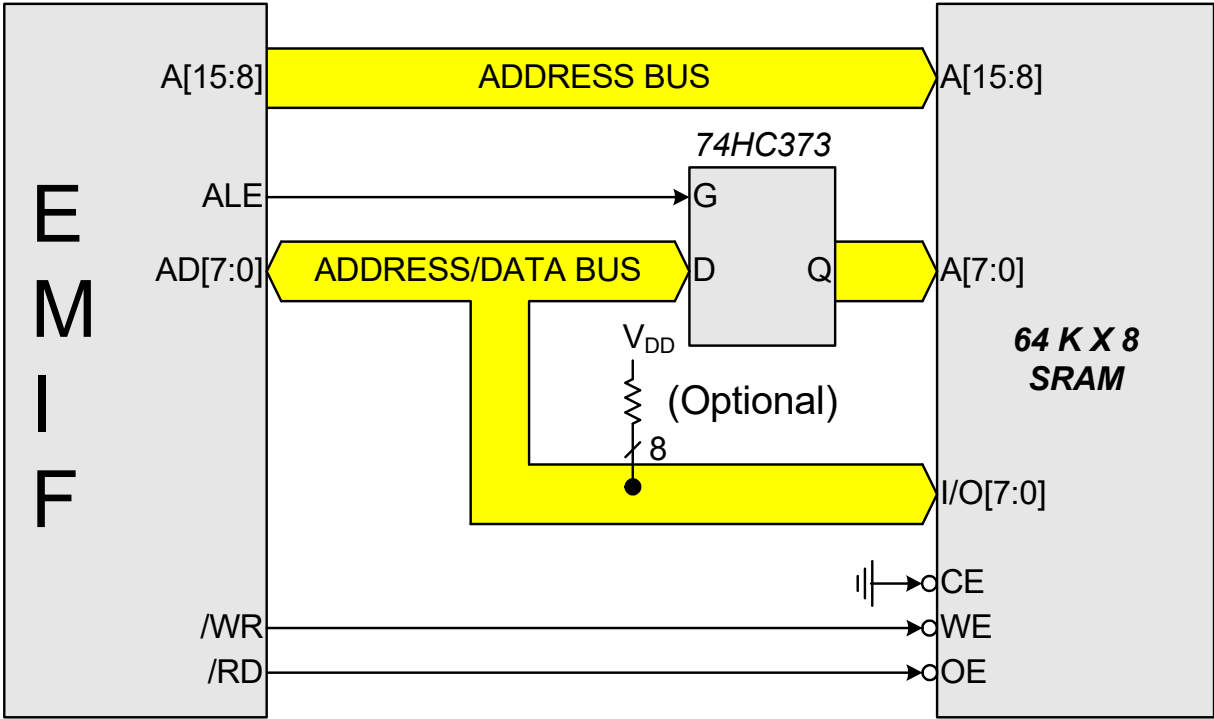 A[15:8] ADDRESS BUS A[15:8]
74HC373
ALE G
AD[7:0] ADDRESS/DATA BUS D Q A[7:0]
E
M
I
F
V_DD
(Optional)
8
64 K X 8
SRAM
I/O[7:0]
CE
/WR WE
/RD OE